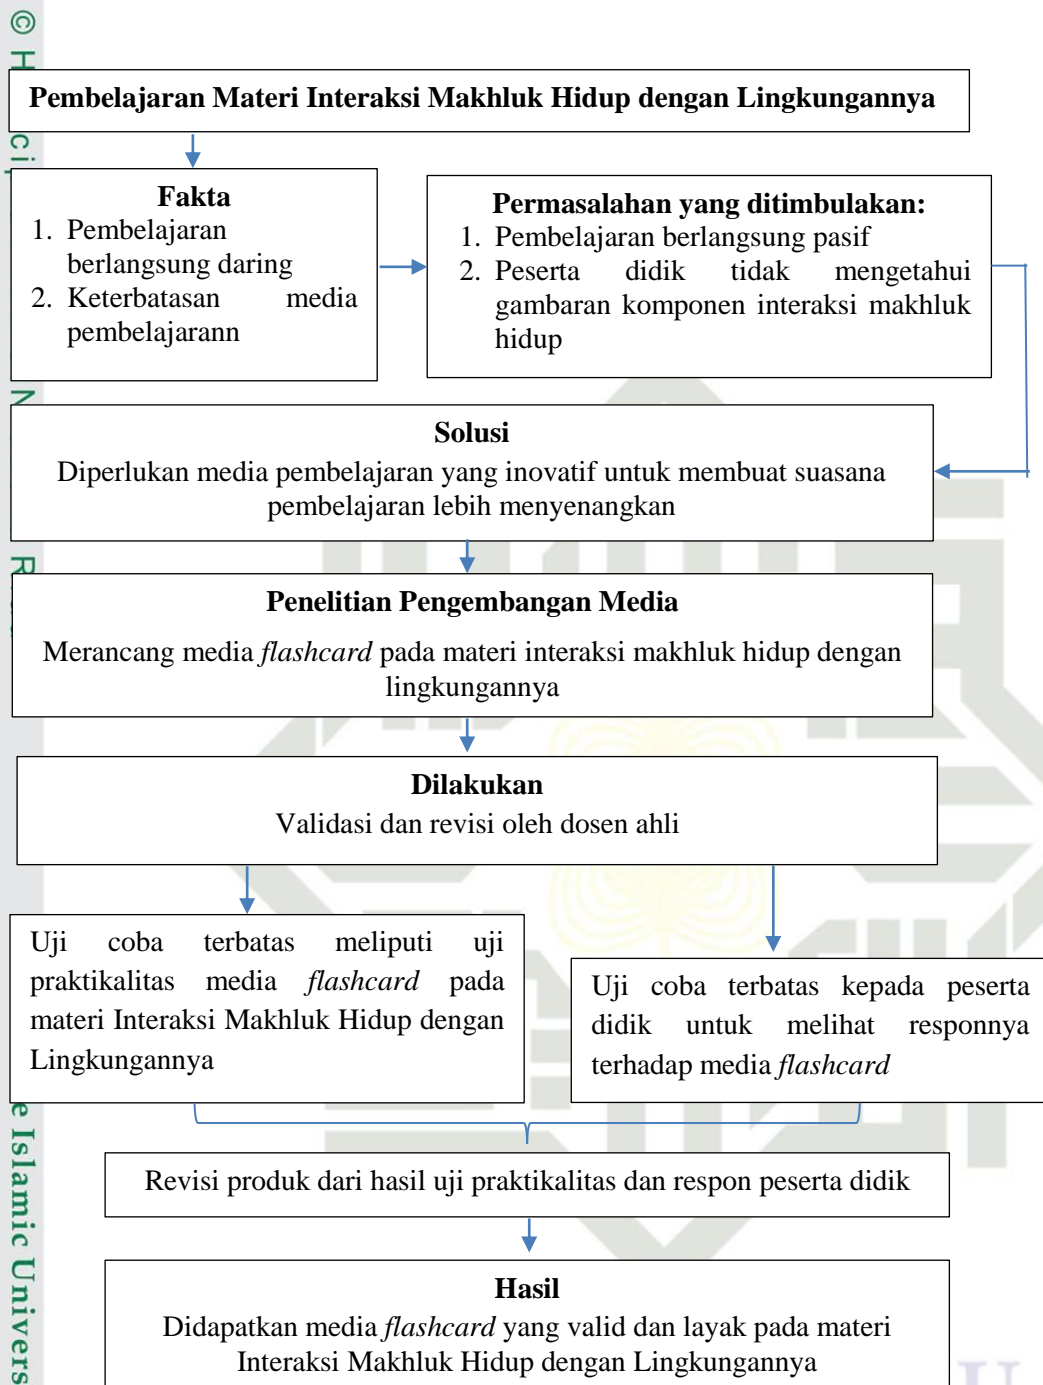 Pembelajaran Materi Interaksi Makhluk Hidup dengan Lingkungannya
Fakta
1. Pembelajaran
berlangsung daring
2. Keterbatasan media
pembelajarann
Permasalahan yang ditimbulakan:
1. Pembelajaran berlangsung pasif
2. Peserta didik tidak mengetahui
gambaran komponen interaksi makhluk
hidup
Solusi
Diperlukan media pembelajaran yang inovatif untuk membuat suasana
pembelajaran lebih menyenangkan
Penelitian Pengembangan Media
Merancang media flashcard pada materi interaksi makhluk hidup dengan
lingkungannya
Dilakukan
Validasi dan revisi oleh dosen ahli
Uji coba terbatas meliputi uji
praktikalitas media flashcard pada
materi Interaksi Makhluk Hidup dengan
Lingkungannya
Uji coba terbatas kepada peserta
didik untuk melihat responnya
terhadap media flashcard
Revisi produk dari hasil uji praktikalitas dan respon peserta didik
Hasil
Didapatkan media flashcard yang valid dan layak pada materi
Interaksi Makhluk Hidup dengan Lingkungannya
©
Islamic Univers